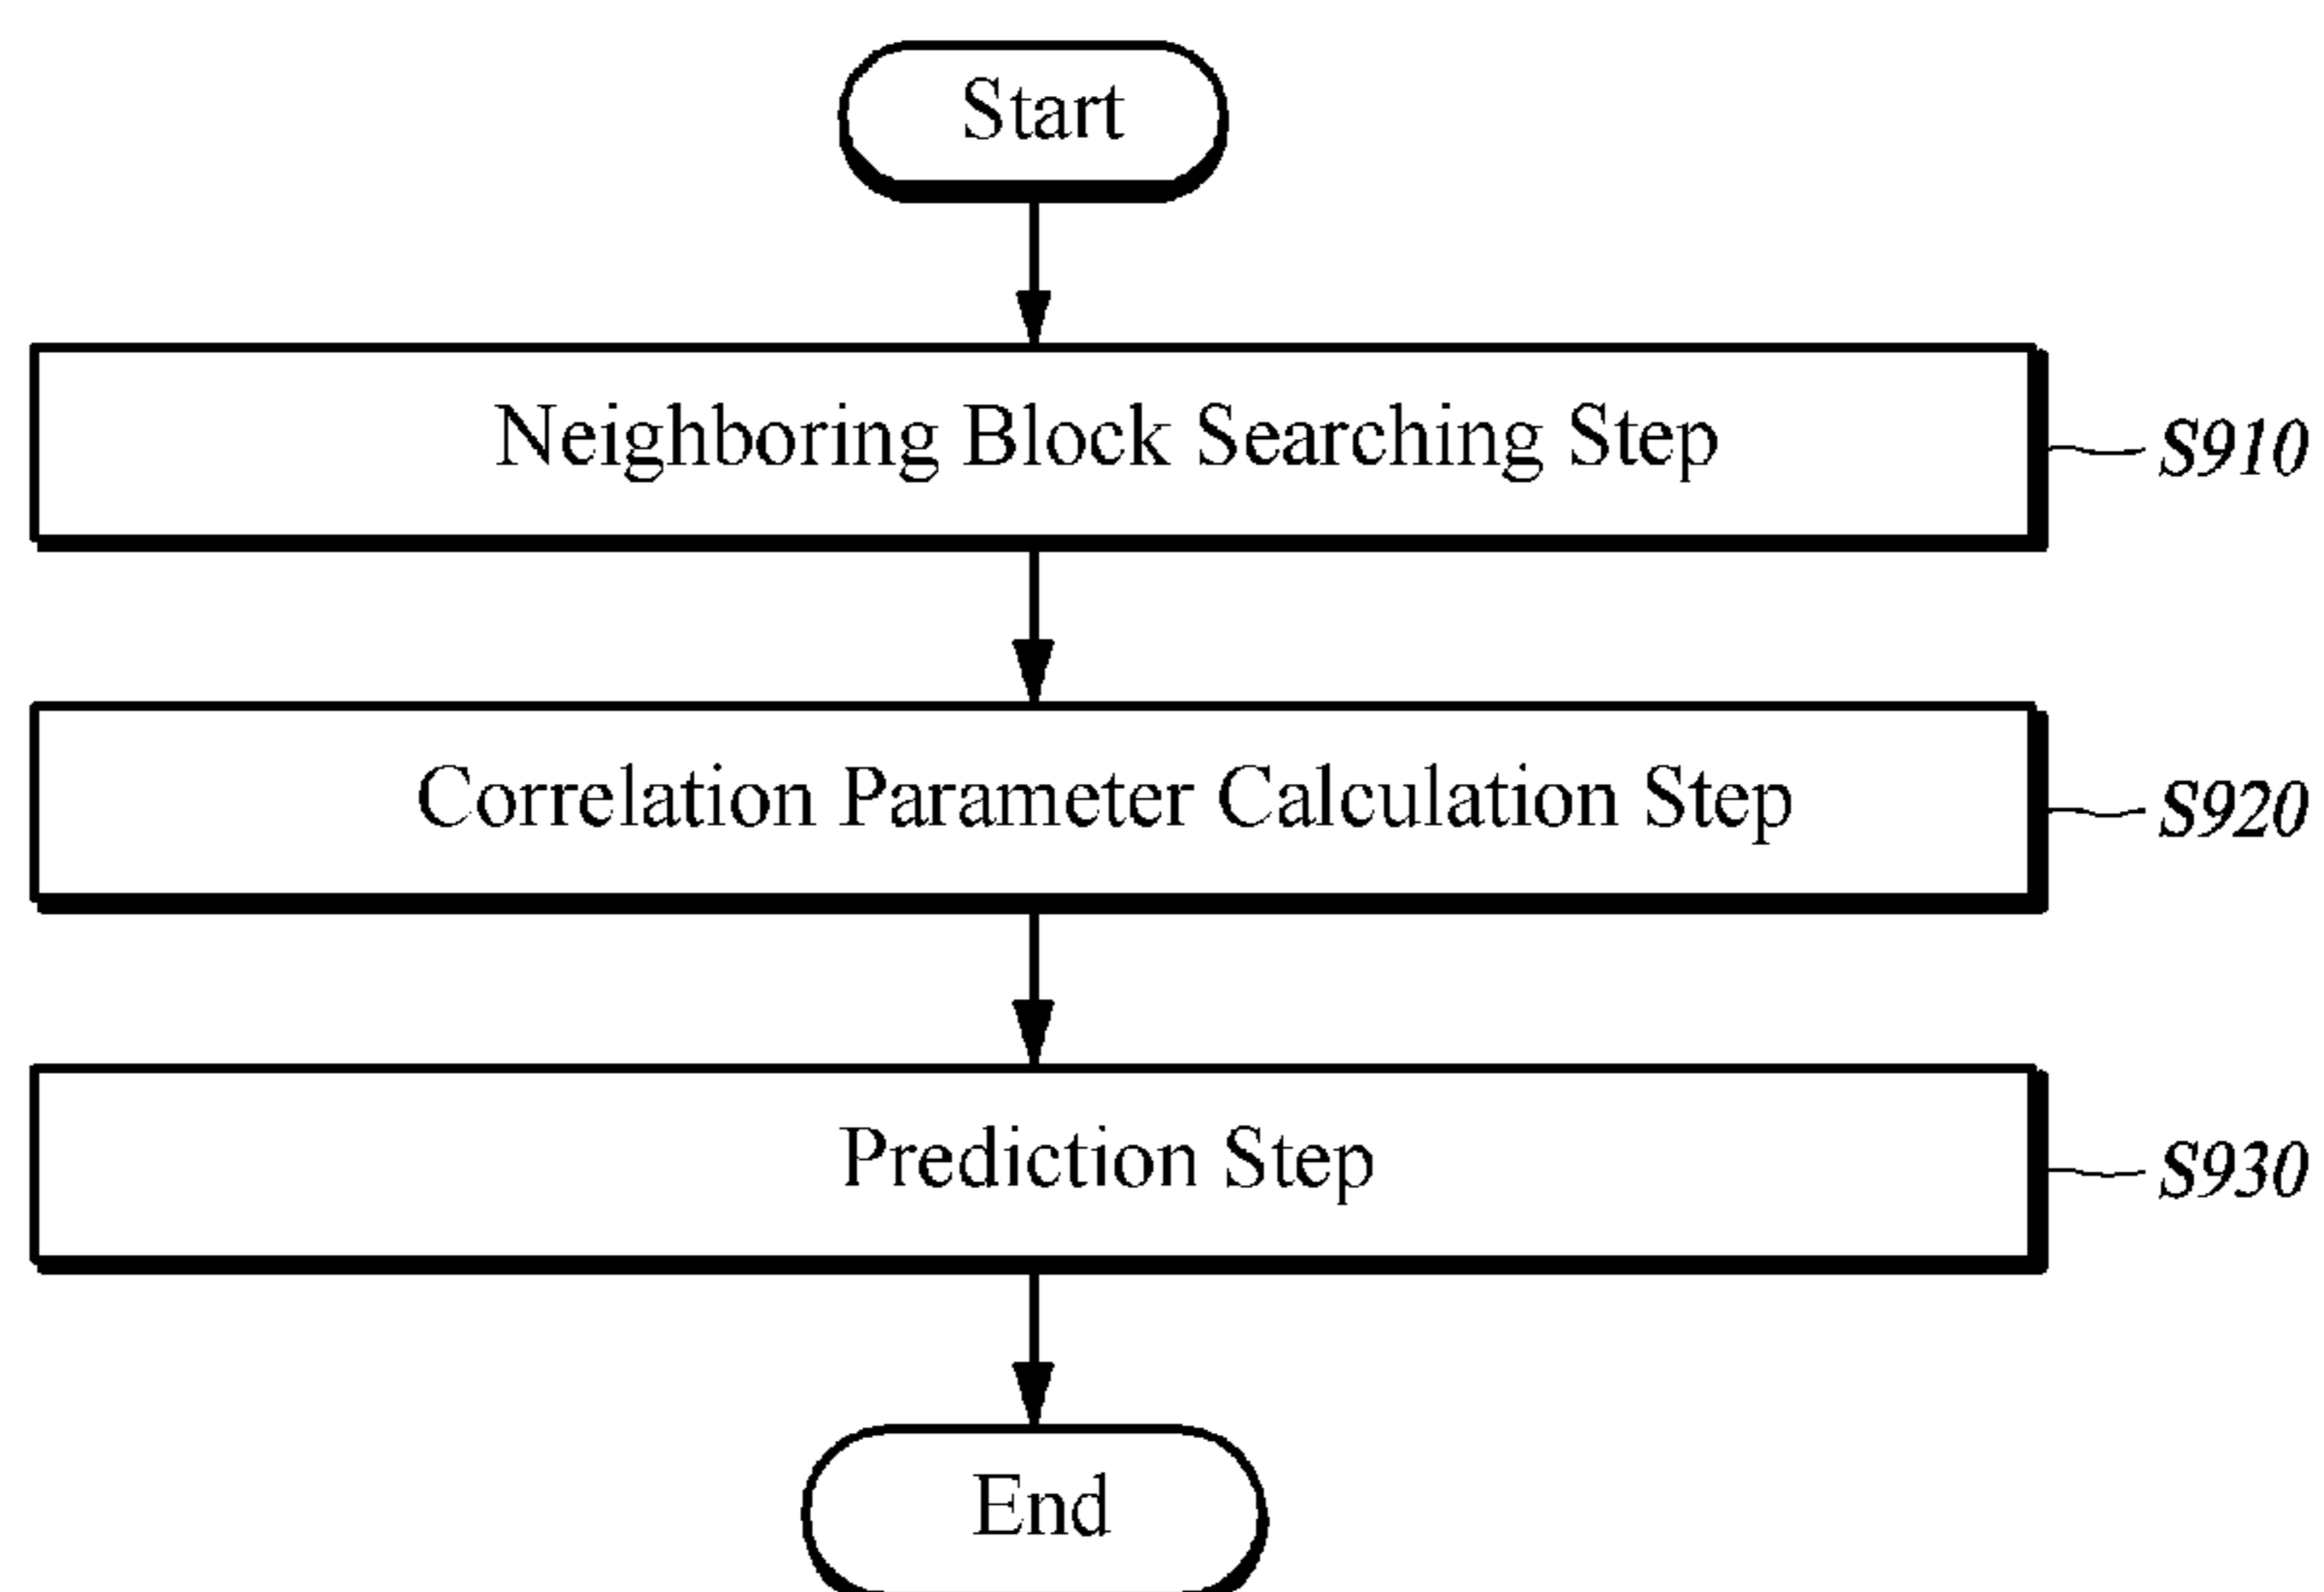 Start
Neighboring Block Searching Step
S910
Correlation Parameter Calculation Step
S920
Prediction Step
S930
End